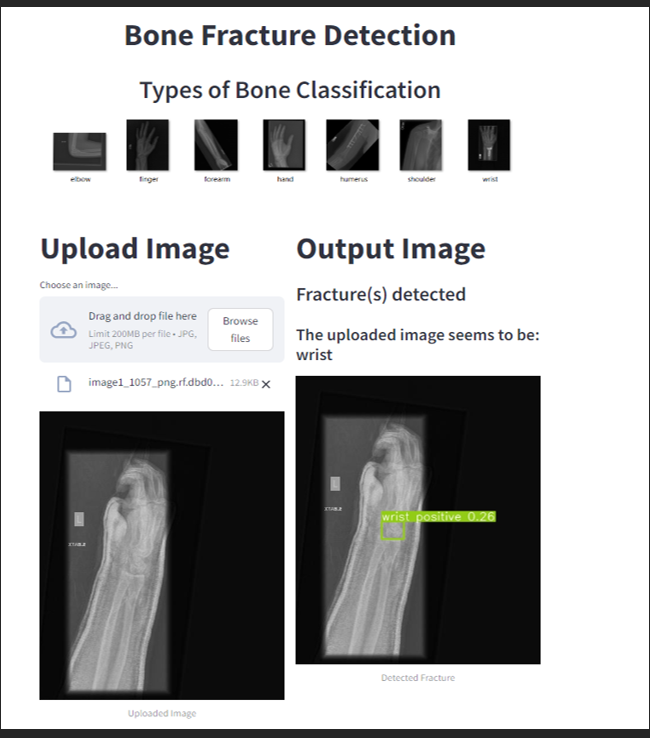 Bone Fracture Detection
Types of Bone Classification
elbow
finger
forearm
hand
humerus
shoulder
wrist
Upload Image
Choose an image...
Drag and drop file here
Limit 200MB per file • JPG,
JPEG, PNG
Browse
files
image1_1057_png.rf.dbd0... 12.9KB
L
Uploaded Image
Output Image
Fracture(s) detected
The uploaded image seems to be:
wrist
L
wrist positive 0.26
Detected Fracture